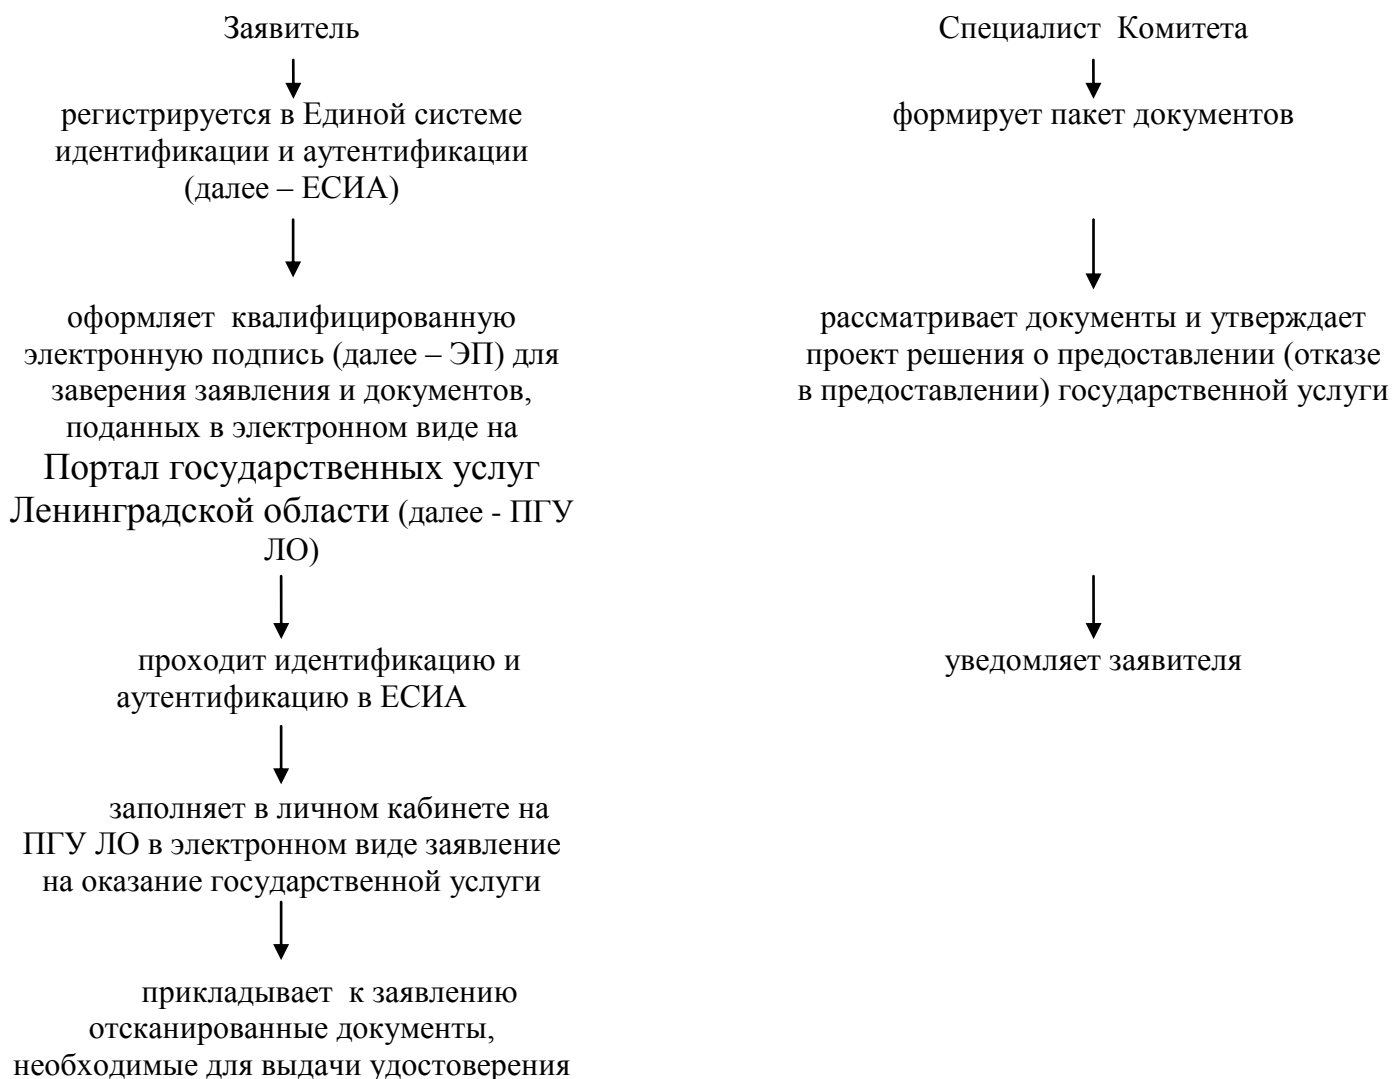 Заявитель
регистрируется в Единой системе
идентификации и аутентификации
(далее – ЕСИА)
оформляет квалифицированную
электронную подпись (далее – ЭП) для
заверения заявления и документов,
поданных в электронном виде на
Портал государственных услуг
Ленинградской области (далее - ПГУ
ЛО)
проходит идентификацию и
аутентификацию в ЕСИА
заполняет в личном кабинете на
ПГУ ЛО в электронном виде заявление
на оказание государственной услуги
прикладывает к заявлению
отсканированные документы,
необходимые для выдачи удостоверения
Специалист Комитета
формирует пакет документов
рассматривает документы и утверждает
проект решения о предоставлении (отказе
в предоставлении) государственной услуги
уведомляет заявителя